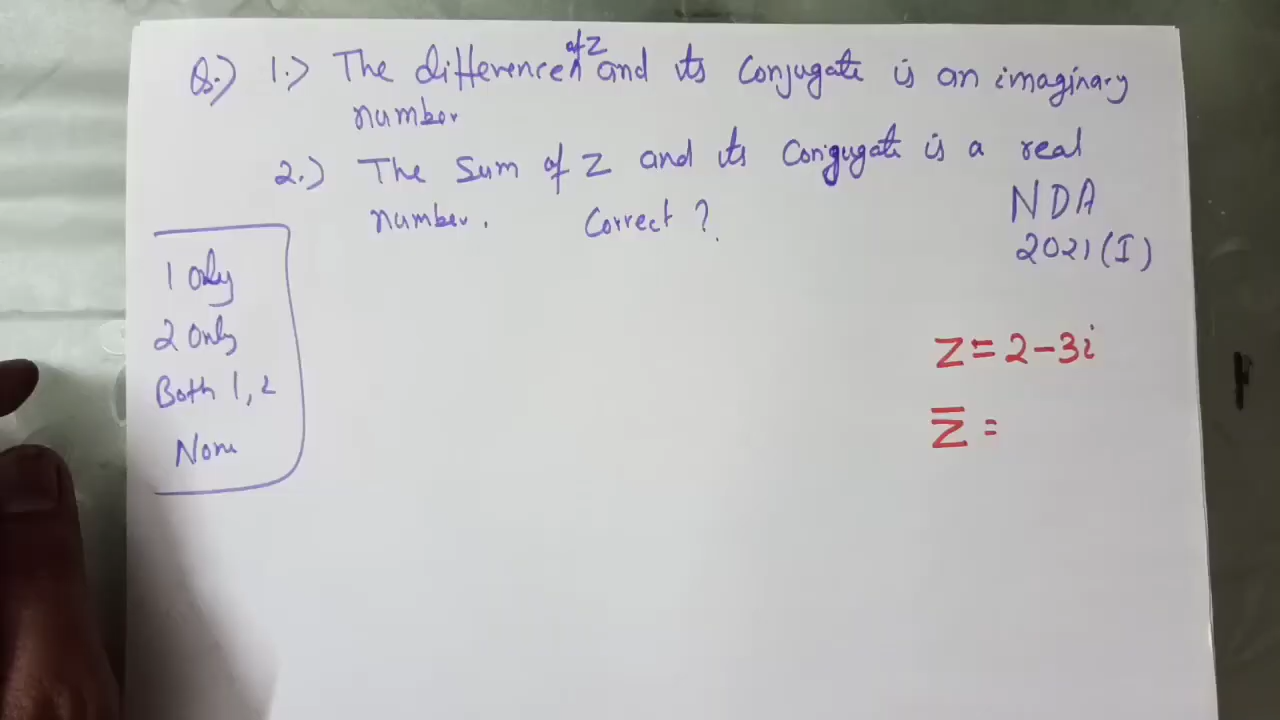 Q.) 1.) The difference of Z and its Conjugate is an imaginary
number.
2.) The Sum of Z and its Conjugate is a real
number. Correct ?
NDA
2021 (I)
1 Only
2 Only
Both 1, 2
None
Z = 2 - 3i
Z̅ =